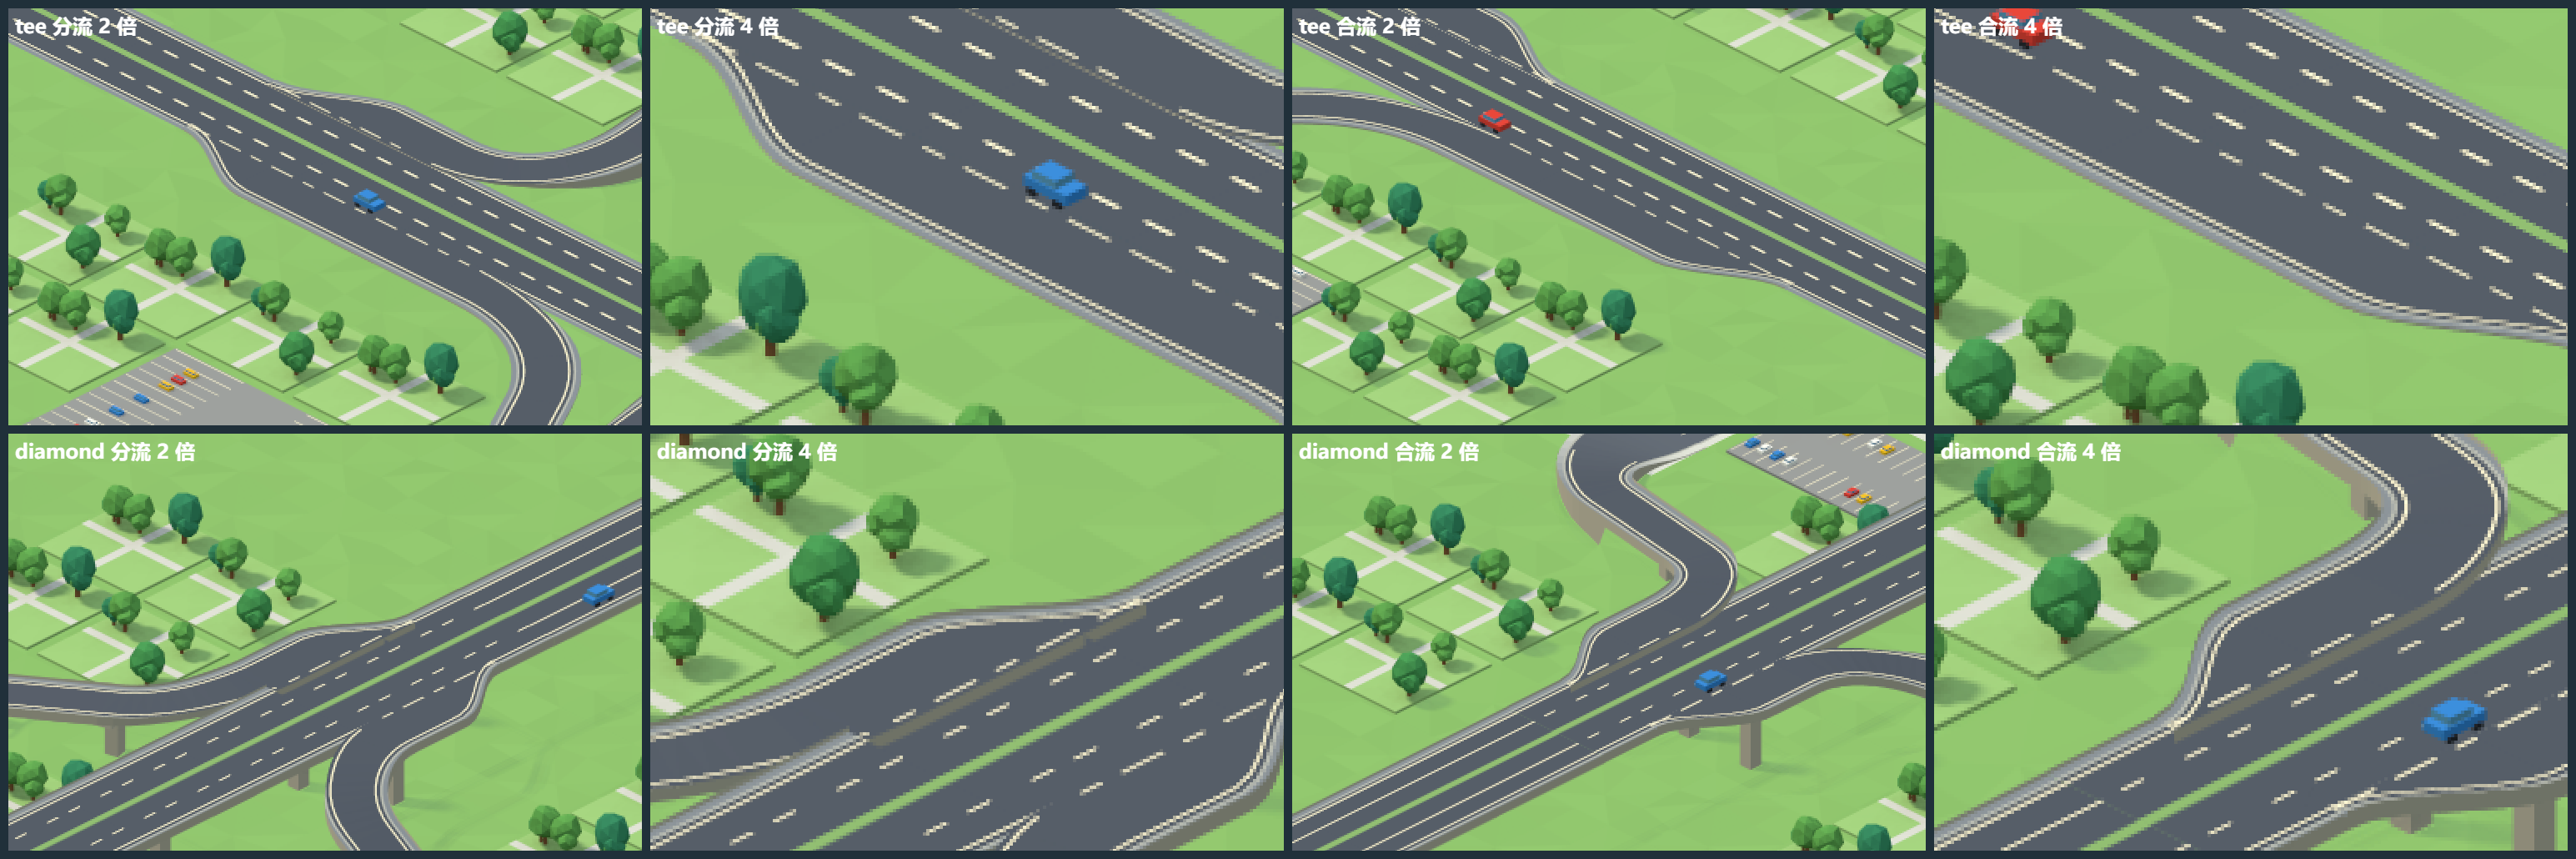 tee 分流 2 倍
tee 分流 4 倍
tee 合流 2 倍
tee 合流 4 倍
diamond 分流 2 倍
diamond 分流 4 倍
diamond 合流 2 倍
diamond 合流 4 倍